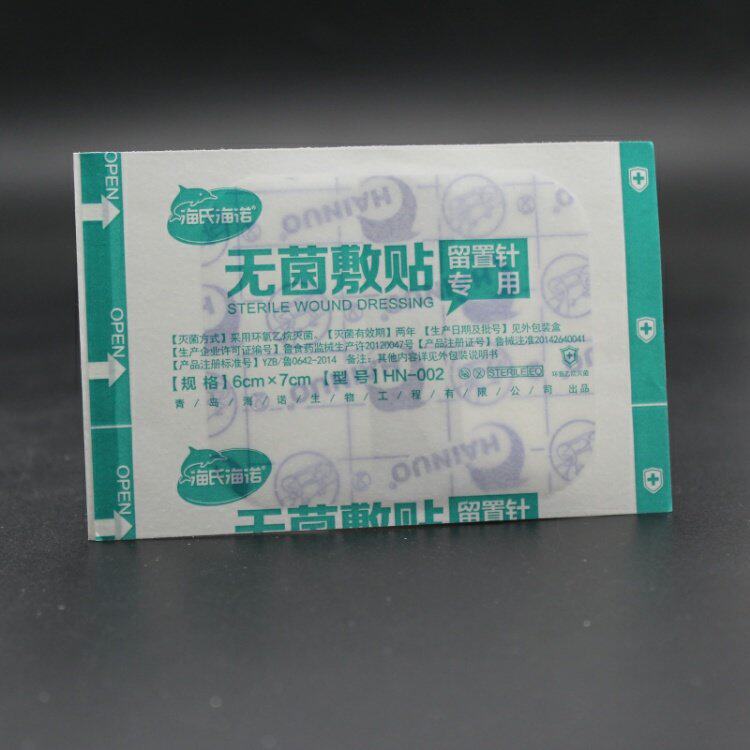 OPEN
海氏海诺®
HAINUO
无菌敷贴 留置针
专 用
STERILE WOUND DRESSING
【灭菌方式】采用环氧乙烷灭菌。【灭菌有效期】两年 【生产日期及批号】见外包装盒
【生产企业许可证编号】鲁食药监械生产许20120047号【产品注册证号】鲁械注准20142640041
【产品注册标准号】YZB/鲁0642-2014 备注：其他内容详见外包装说明书
【规 格】6cm×7cm 【型 号】HN-002 STERILE EO 环氧乙烷灭菌
青/岛/海/诺/生/物/工/程/有/限/公/司 出品
OPEN
海氏海诺®
HAINUO
OPEN
无菌敷贴 留置针